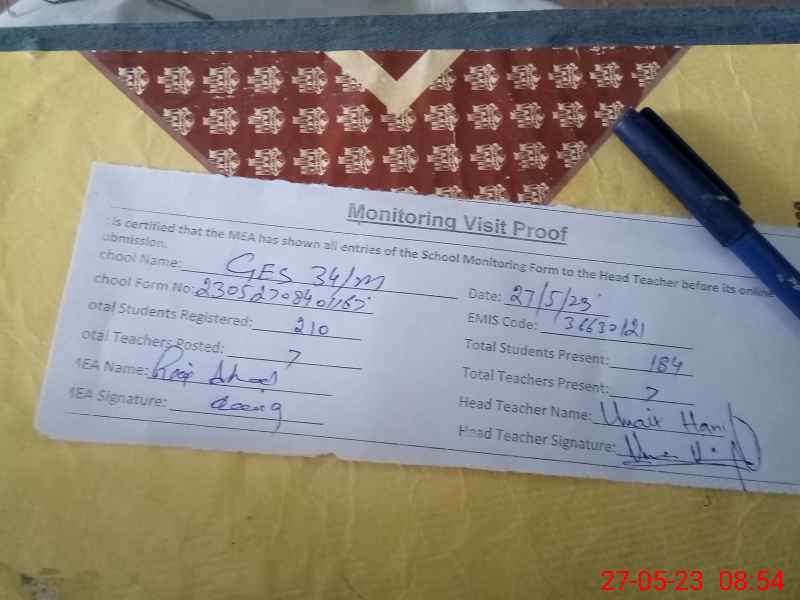 Monitoring Visit Proof
is certified that the MEA has shown all entries of the School Monitoring Form to the Head Teacher before its online
ubmission.
chool Name: GES 34/m
Date: 27/5/23
chool Form No: 23052708401167
EMIS Code: 36630121
otal Students Registered: 210
Total Students Present: 184
otal Teachers Posted: 7
Total Teachers Present: 7
MEA Name:
Head Teacher Name: Umair Hanif
MEA Signature:
Head Teacher Signature:
27-05-23 08:54